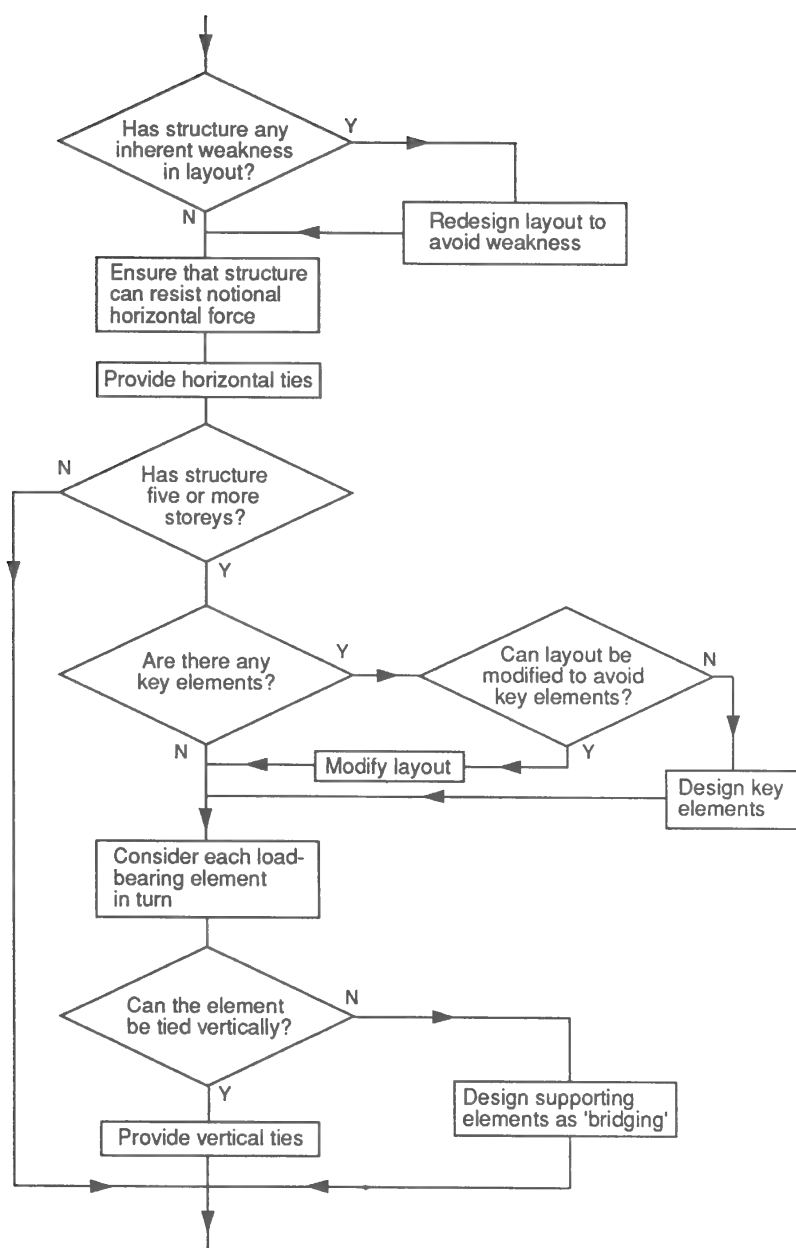 Has structure any
inherent weakness
in layout?
Y
N
Redesign layout to
avoid weakness
Ensure that structure
can resist notional
horizontal force
Provide horizontal ties
N
Has structure
five or more
storeys?
Y
Are there any
key elements?
Y
Can layout be
modified to avoid
key elements?
N
N
Modify layout
Y
Design key
elements
Consider each load-
bearing element
in turn
Can the element
be tied vertically?
N
Y
Design supporting
elements as 'bridging'
Provide vertical ties